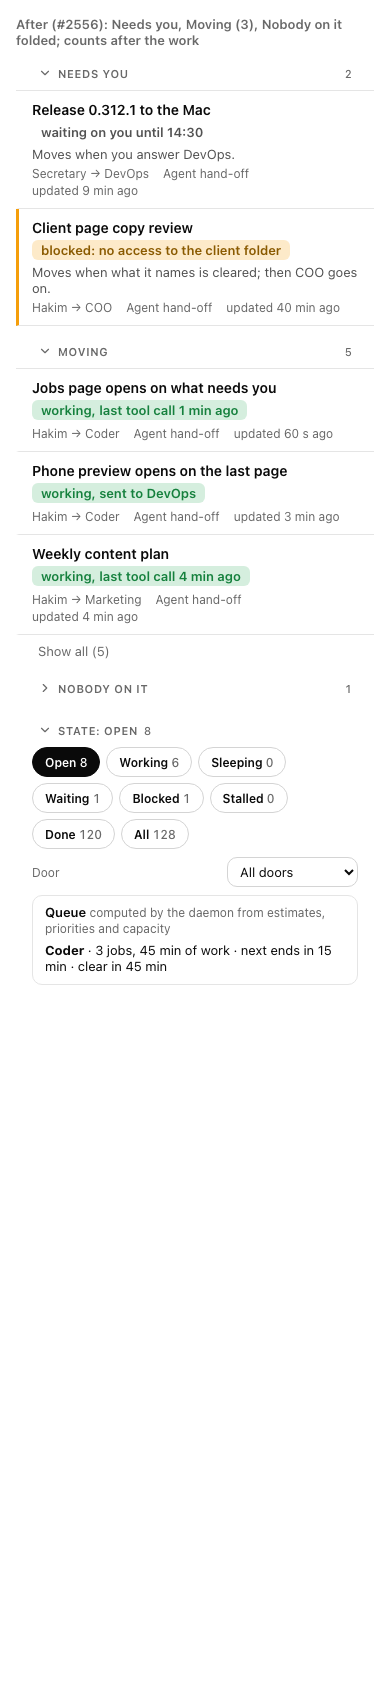 After (#2556): Needs you, Moving (3), Nobody on it
folded; counts after the work
NEEDS YOU 2
Release 0.312.1 to the Mac
waiting on you until 14:30
Moves when you answer DevOps.
Secretary → DevOps Agent hand-off
updated 9 min ago
Client page copy review
blocked: no access to the client folder
Moves when what it names is cleared; then COO goes
on.
Hakim → COO Agent hand-off updated 40 min ago
MOVING 5
Jobs page opens on what needs you
working, last tool call 1 min ago
Hakim → Coder Agent hand-off updated 60 s ago
Phone preview opens on the last page
working, sent to DevOps
Hakim → Coder Agent hand-off updated 3 min ago
Weekly content plan
working, last tool call 4 min ago
Hakim → Marketing Agent hand-off
updated 4 min ago
Show all (5)
NOBODY ON IT 1
STATE: OPEN 8
Open 8 Working 6 Sleeping 0
Waiting 1 Blocked 1 Stalled 0
Done 120 All 128
Door All doors
Queue computed by the daemon from estimates,
priorities and capacity
Coder · 3 jobs, 45 min of work · next ends in 15
min · clear in 45 min